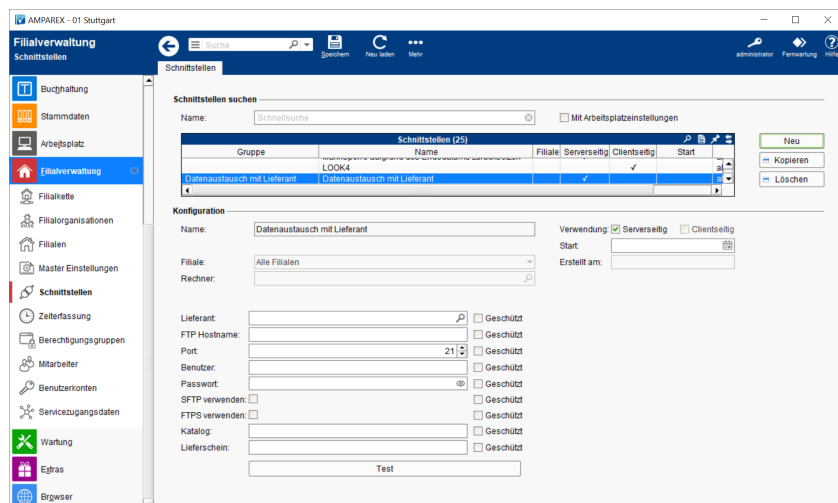 AMPAREX - 01 Stuttgart
Filialverwaltung
Schnittstellen
Suche
Speichern
Neu laden
Mehr
administrator
Fernwartung
Hilfe
Schnittstellen
Buchhaltung
Stammdaten
Arbeitsplatz
Filialverwaltung
Filialkette
Filialorganisationen
Filialen
Master Einstellungen
Schnittstellen
Zeiterfassung
Berechtigungsgruppen
Mitarbeiter
Benutzerkonten
Servicezugangsdaten
Wartung
Extras
Browser
Schnittstellen suchen
Name: Schnellsuche Mit Arbeitsplatzeinstellungen
Schnittstellen (25)
Gruppe Name Filiale Serverseitig Clientseitig Start
LOOK4
Datenaustausch mit Lieferant Datenaustausch mit Lieferant
Neu
Kopieren
Löschen
Konfiguration
Name: Datenaustausch mit Lieferant Verwendung: Serverseitig Clientseitig
Start:
Filiale: Alle Filialen Erstellt am:
Rechner:
Lieferant: Geschützt
FTP Hostname: Geschützt
Port: 21 Geschützt
Benutzer: Geschützt
Passwort: Geschützt
SFTP verwenden: Geschützt
FTPS verwenden: Geschützt
Katalog: Geschützt
Lieferschein: Geschützt
Test